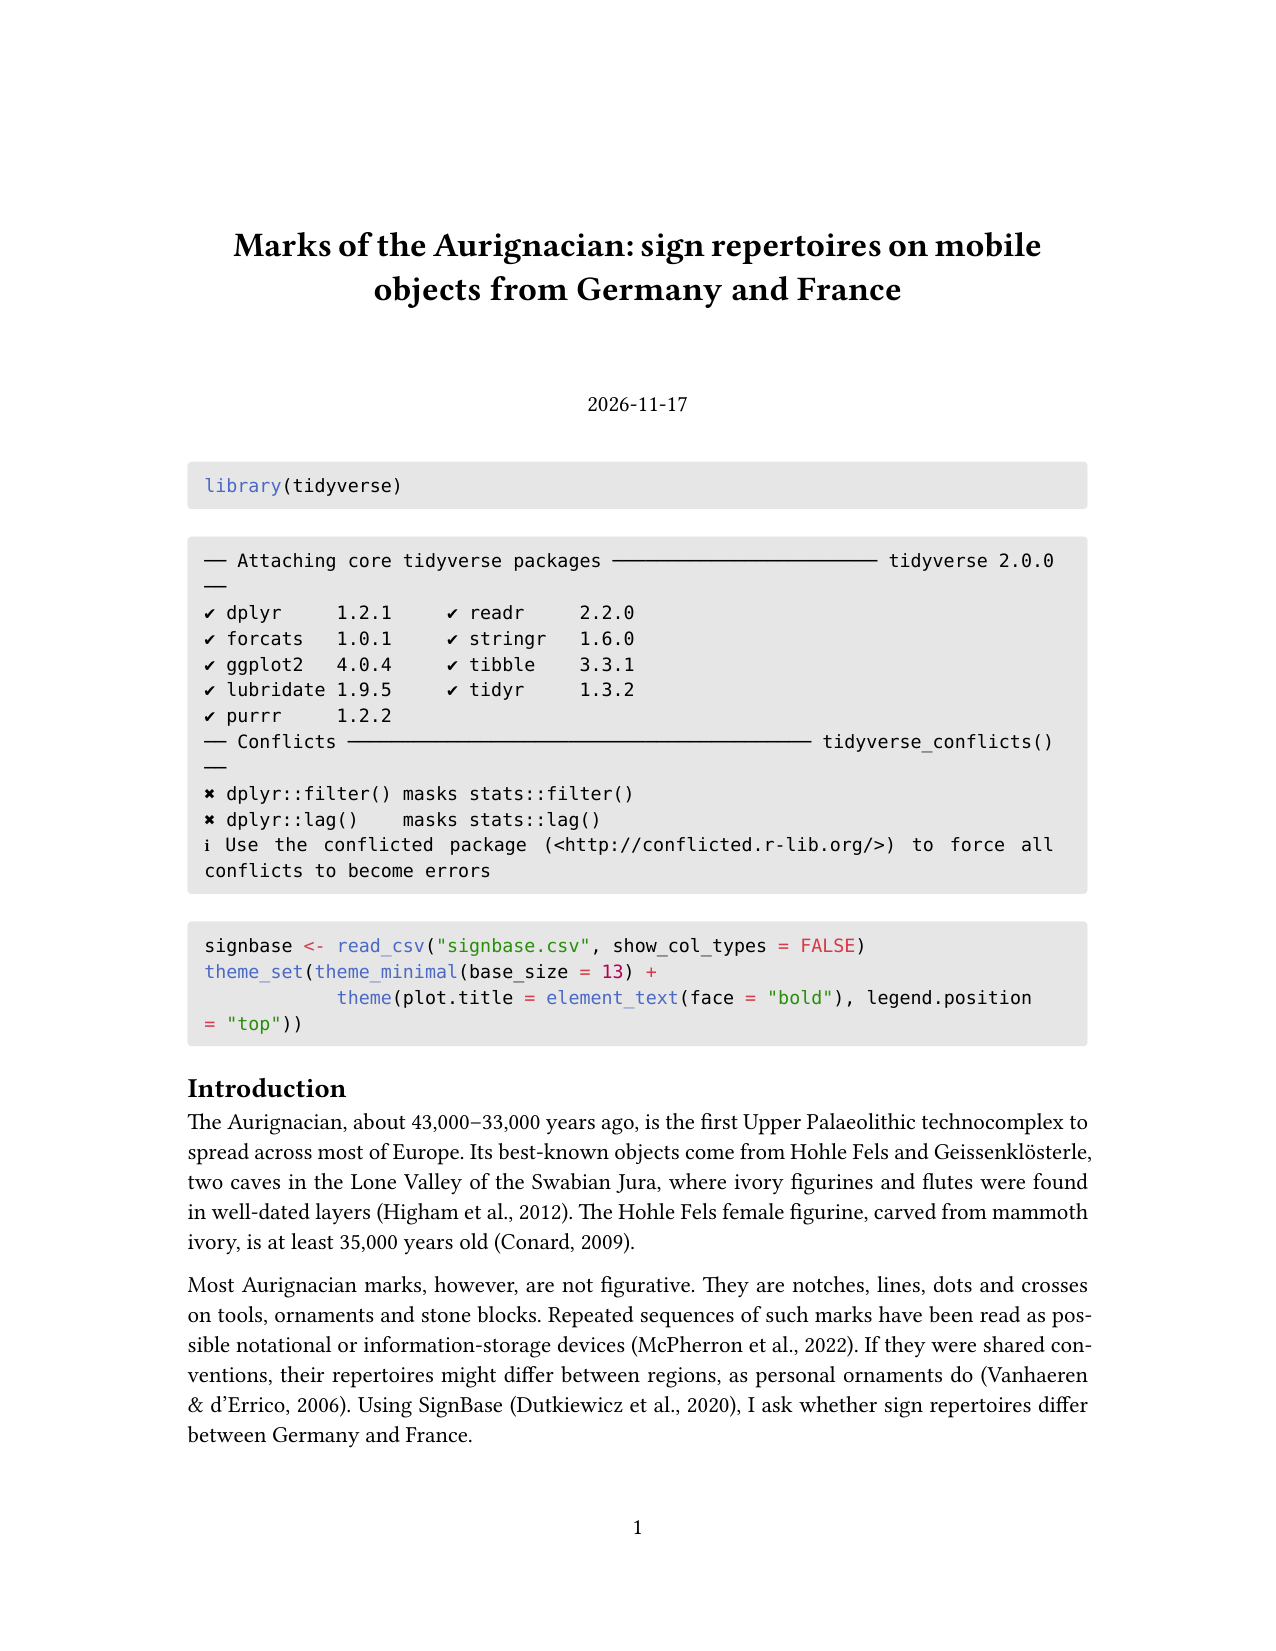 Marks of the Aurignacian: sign repertoires on mobile
objects from Germany and France
2026-11-17
library(tidyverse)
── Attaching core tidyverse packages ──────────────────────── tidyverse 2.0.0
──
✔ dplyr     1.2.1     ✔ readr     2.2.0
✔ forcats   1.0.1     ✔ stringr   1.6.0
✔ ggplot2   4.0.4     ✔ tibble    3.3.1
✔ lubridate 1.9.5     ✔ tidyr     1.3.2
✔ purrr     1.2.2
── Conflicts ────────────────────────────────────────── tidyverse_conflicts()
──
✖ dplyr::filter() masks stats::filter()
✖ dplyr::lag()    masks stats::lag()
ℹ Use the conflicted package (<http://conflicted.r-lib.org/>) to force all
conflicts to become errors
signbase <- read_csv("signbase.csv", show_col_types = FALSE)
theme_set(theme_minimal(base_size = 13) +
            theme(plot.title = element_text(face = "bold"), legend.position
= "top"))
Introduction
The Aurignacian, about 43,000–33,000 years ago, is the first Upper Palaeolithic technocomplex to
spread across most of Europe. Its best-known objects come from Hohle Fels and Geissenklösterle,
two caves in the Lone Valley of the Swabian Jura, where ivory figurines and flutes were found
in well-dated layers (Higham et al., 2012). The Hohle Fels female figurine, carved from mammoth
ivory, is at least 35,000 years old (Conard, 2009).
Most Aurignacian marks, however, are not figurative. They are notches, lines, dots and crosses
on tools, ornaments and stone blocks. Repeated sequences of such marks have been read as pos-
sible notational or information-storage devices (McPherron et al., 2022). If they were shared con-
ventions, their repertoires might differ between regions, as personal ornaments do (Vanhaeren
& d'Errico, 2006). Using SignBase (Dutkiewicz et al., 2020), I ask whether sign repertoires differ
between Germany and France.
1